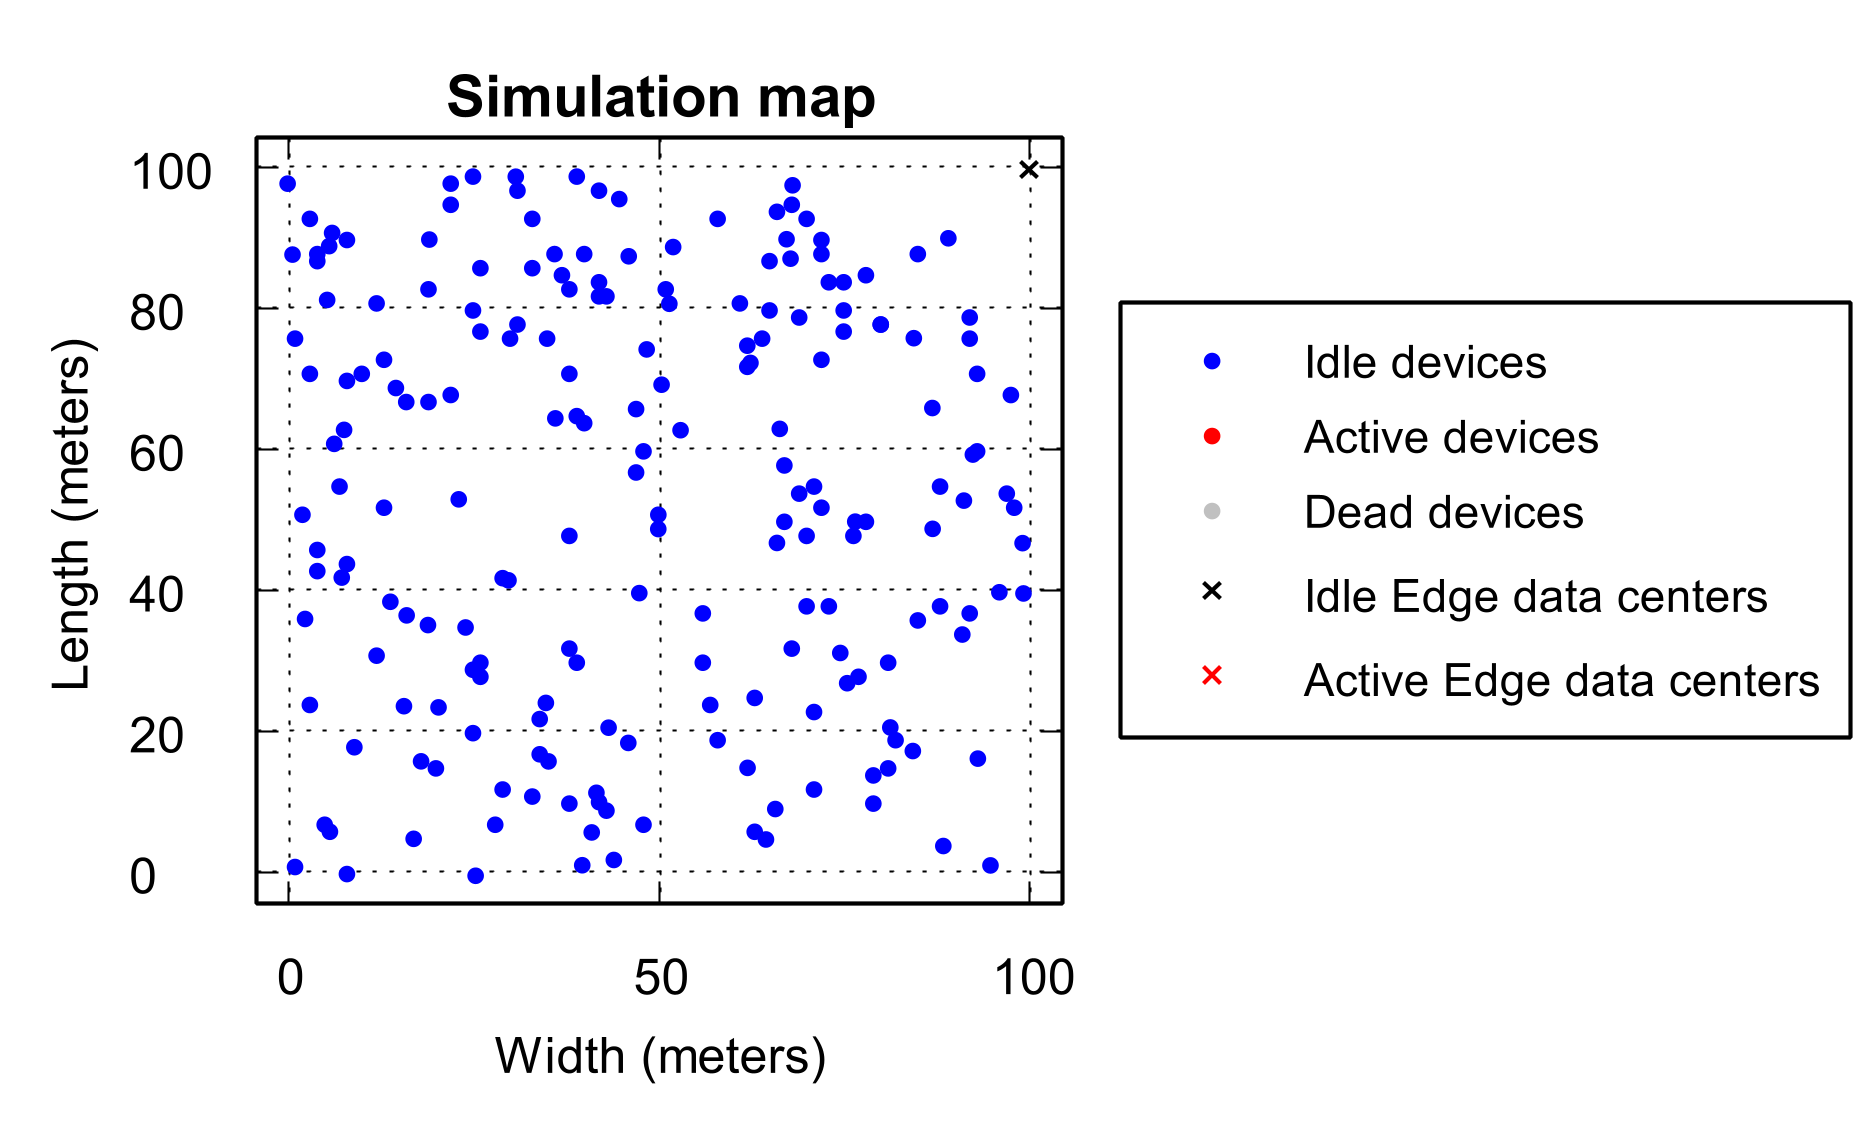 Simulation map
100
80
60
40
20
0
Length (meters)
0 50 100
Width (meters)
Idle devices
Active devices
Dead devices
Idle Edge data centers
Active Edge data centers